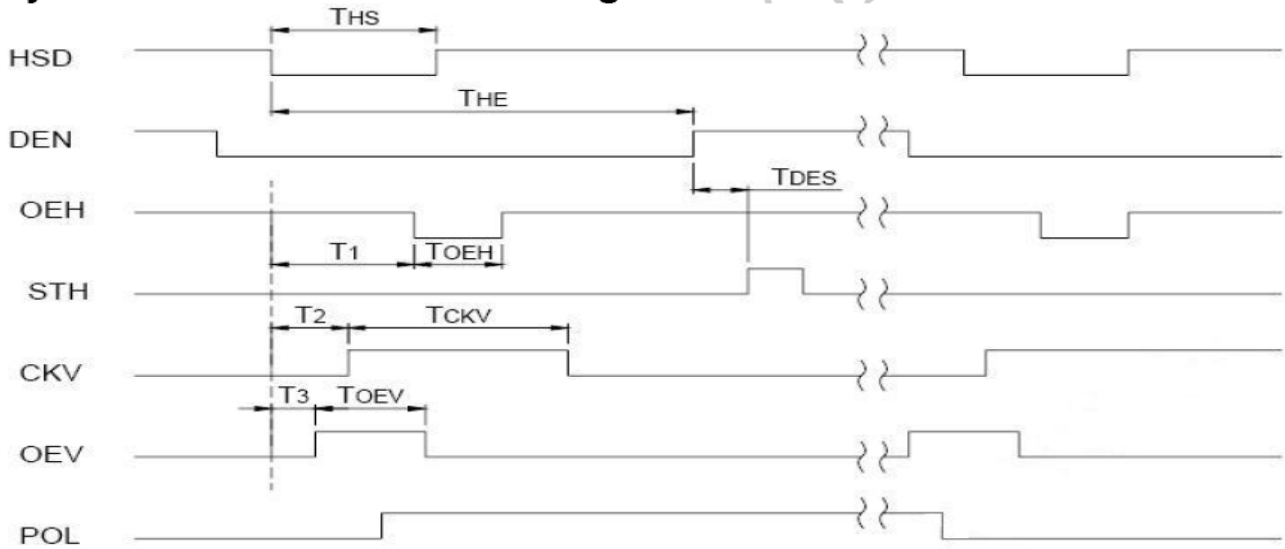 THS
HSD
THE
DEN
TDES
OEH
T1 TOEH
STH
T2 TCKV
CKV
T3 TOEV
OEV
POL